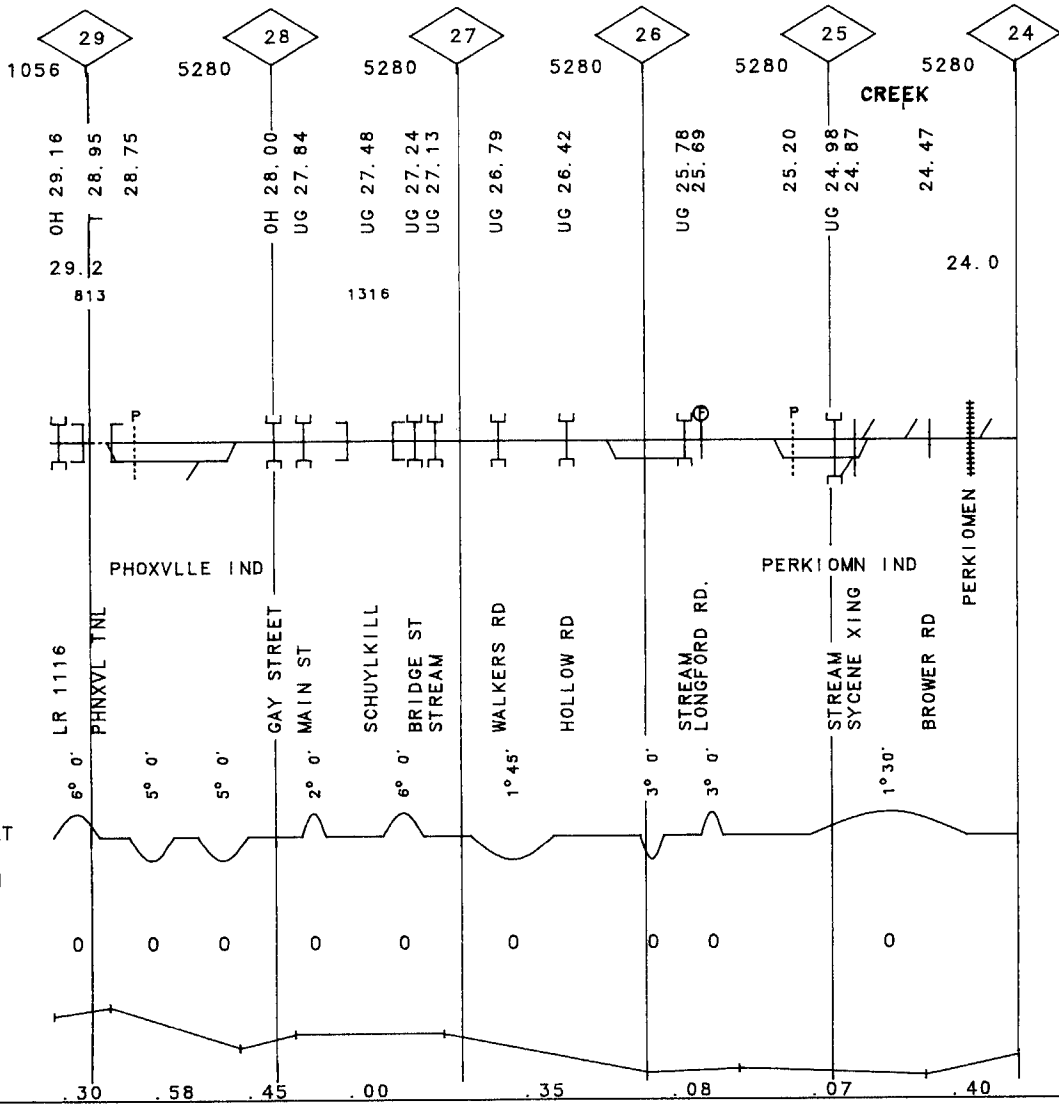 29 28 27 26 25 24
1056 5280 5280 5280 5280 5280
CREEK
OH 29.16
T 28.95
28.75
OH 28.00
UG 27.84
UG 27.48
UG 27.24
UG 27.13
UG 26.79
UG 26.42
UG 25.78
25.69
25.20
UG 24.98
24.87
24.47
29.2 24.0
813 1316
P F P
PHOXVLLE IND PERKIOMN IND
PERKIOMEN
LR 1116
PHNXVL TNL
GAY STREET
MAIN ST
SCHUYLKILL
BRIDGE ST
STREAM
WALKERS RD
HOLLOW RD
STREAM
LONGFORD RD.
STREAM
SYCENE XING
BROWER RD
6° 0' 5° 0' 5° 0' 2° 0' 6° 0' 1°45' 3° 0' 3° 0' 1°30'
0 0 0 0 0 0 0 0 0
.30 .58 .45 .00 .35 .08 .07 .40